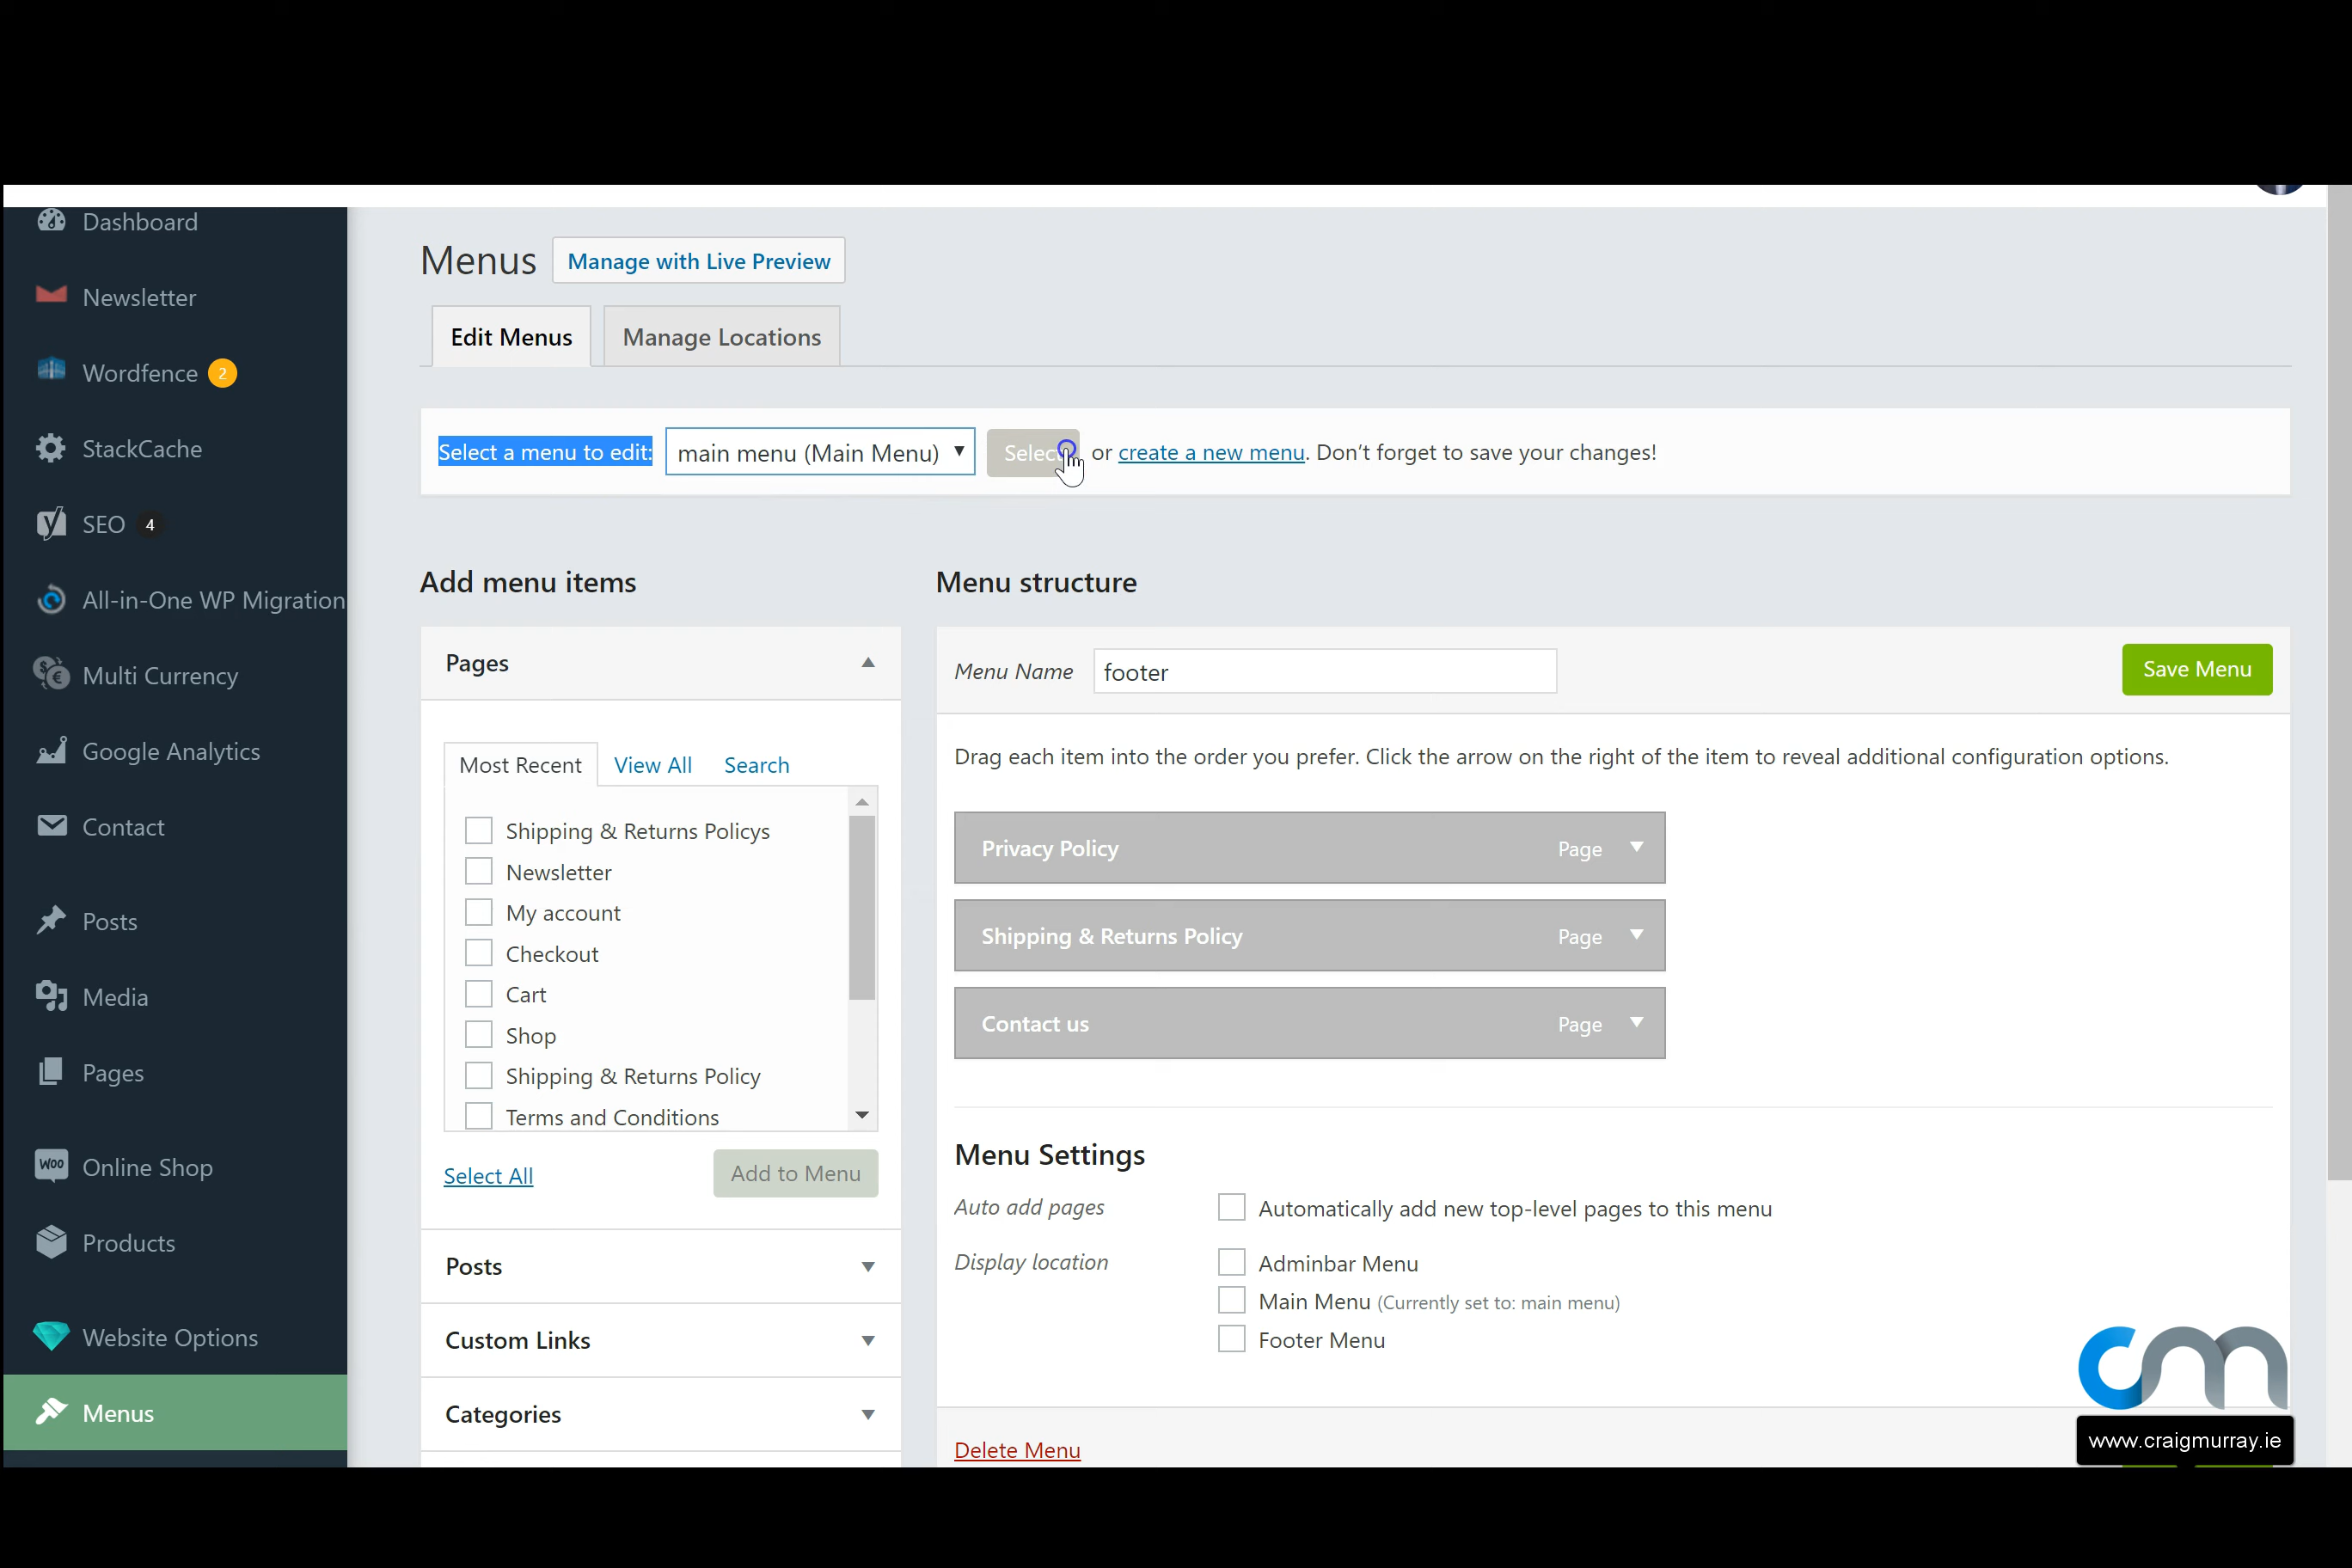 Dashboard
Newsletter
Wordfence 2
StackCache
SEO 4
All-in-One WP Migration
Multi Currency
Google Analytics
Contact
Posts
Media
Pages
WOO Online Shop
Products
Website Options
Menus
Menus Manage with Live Preview
Edit Menus Manage Locations
Select a menu to edit: main menu (Main Menu) Select or create a new menu. Don't forget to save your changes!
Add menu items
Pages
Most Recent View All Search
Shipping & Returns Policys
Newsletter
My account
Checkout
Cart
Shop
Shipping & Returns Policy
Terms and Conditions
Select All Add to Menu
Posts
Custom Links
Categories
Menu structure
Menu Name footer Save Menu
Drag each item into the order you prefer. Click the arrow on the right of the item to reveal additional configuration options.
Privacy Policy Page
Shipping & Returns Policy Page
Contact us Page
Menu Settings
Auto add pages Automatically add new top-level pages to this menu
Display location Adminbar Menu
Main Menu (Currently set to: main menu)
Footer Menu
Delete Menu
cm
www.craigmurray.ie